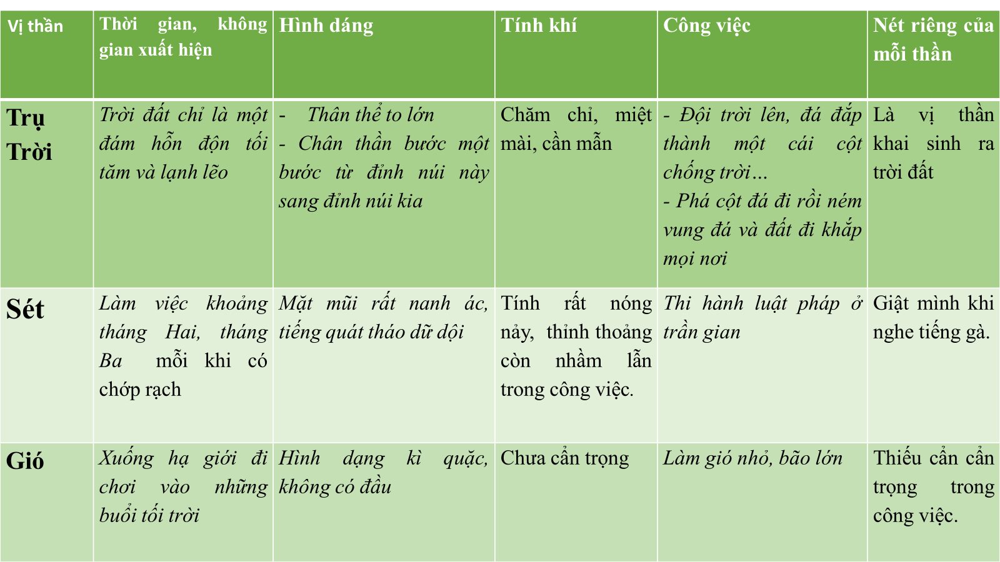 Vị thần
Thời gian, không
gian xuất hiện
Hình dáng
Tính khí
Công việc
Nét riêng của
mỗi thần
Trụ
Trời
Trời đất chỉ là một
đám hỗn độn tối
tăm và lạnh lẽo
- Thân thể to lớn
- Chân thần bước một
bước từ đỉnh núi này
sang đỉnh núi kia
Chăm chỉ, miệt
mài, cần mẫn
- Đội trời lên, đá đắp
thành một cái cột
chống trời...
- Phá cột đá đi rồi ném
vung đá và đất đi khắp
mọi nơi
Là vị thần
khai sinh ra
trời đất
Sét
Làm việc khoảng
tháng Hai, tháng
Ba mỗi khi có
chớp rạch
Mặt mũi rất nanh ác,
tiếng quát tháo dữ dội
Tính rất nóng
nảy, thỉnh thoảng
còn nhầm lẫn
trong công việc.
Thi hành luật pháp ở
trần gian
Giật mình khi
nghe tiếng gà.
Gió
Xuống hạ giới đi
chơi vào những
buổi tối trời
Hình dạng kì quặc,
không có đầu
Chưa cẩn trọng
Làm gió nhỏ, bão lớn
Thiếu cẩn cẩn
trọng trong
công việc.